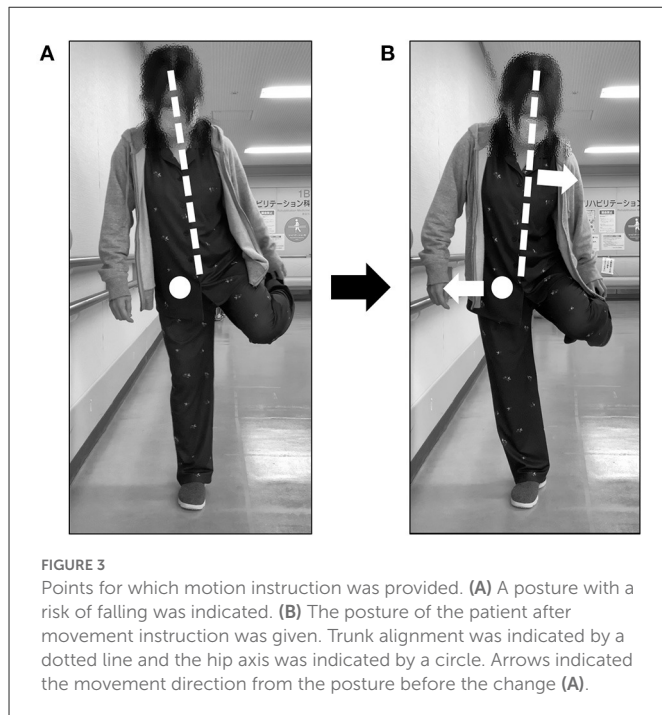 A
B
1B
ハビリテーション科
リハビリテーション
FIGURE 3
Points for which motion instruction was provided. (A) A posture with a
risk of falling was indicated. (B) The posture of the patient after
movement instruction was given. Trunk alignment was indicated by a
dotted line and the hip axis was indicated by a circle. Arrows indicated
the movement direction from the posture before the change (A).